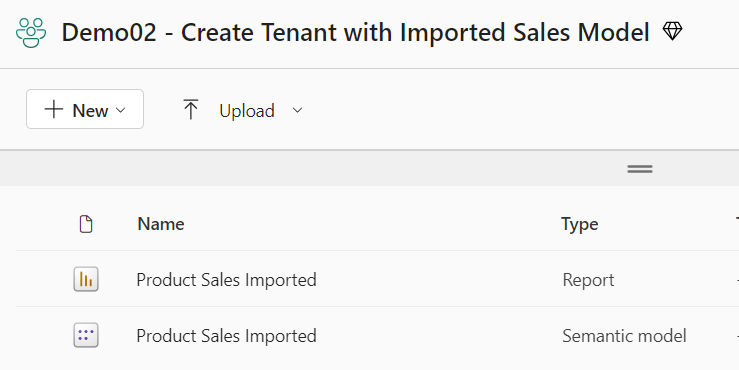 Demo02 - Create Tenant with Imported Sales Model
New Upload
Name Type
Product Sales Imported Report
Product Sales Imported Semantic model